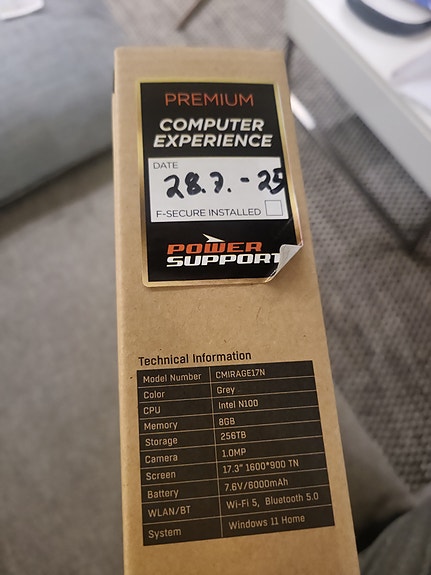 PREMIUM
COMPUTER
EXPERIENCE
DATE
28.7.-25
F-SECURE INSTALLED
POWER
SUPPORT
Technical Information
Model Number CMIRAGE17N
Color Grey
CPU Intel N100
Memory 8GB
Storage 256TB
Camera 1.0MP
Screen 17.3" 1600*900 TN
Battery 7.6V/6000mAh
WLAN/BT Wi-Fi 5, Bluetooth 5.0
System Windows 11 Home